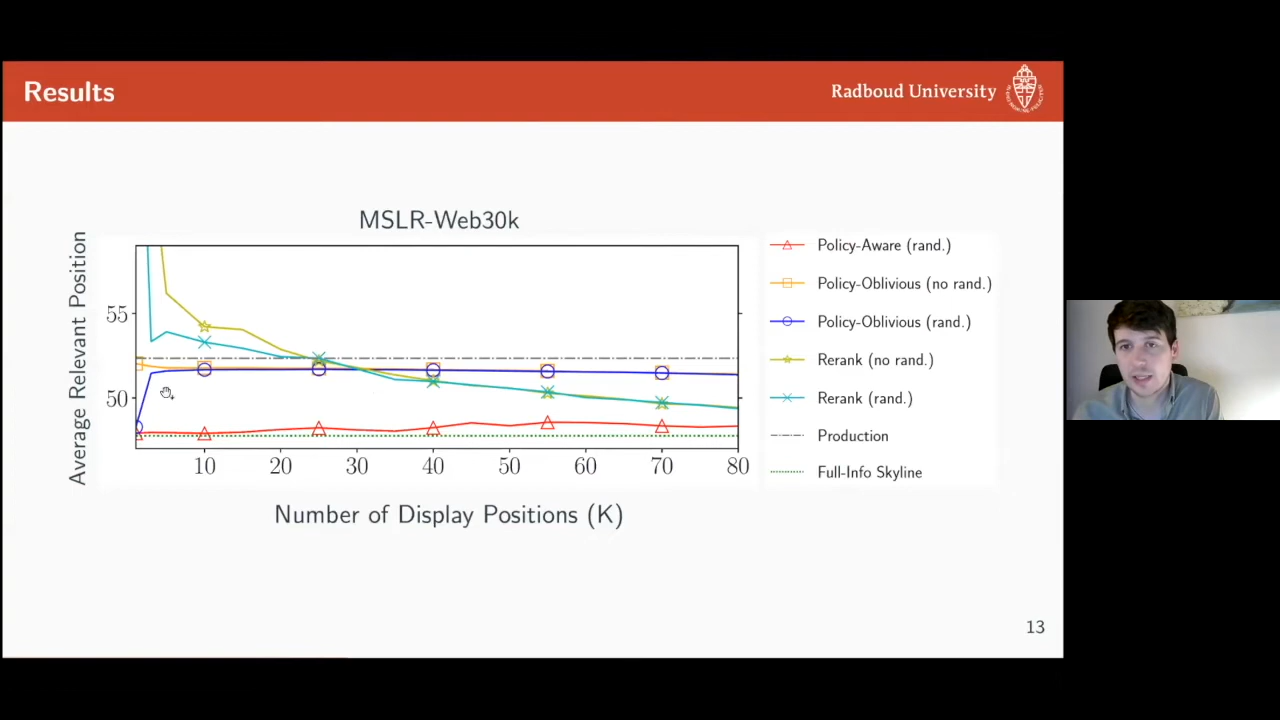 Results
Radboud University
MSLR-Web30k
Average Relevant Position
55
50
10 20 30 40 50 60 70 80
Number of Display Positions (K)
Policy-Aware (rand.)
Policy-Oblivious (no rand.)
Policy-Oblivious (rand.)
Rerank (no rand.)
Rerank (rand.)
Production
Full-Info Skyline
13